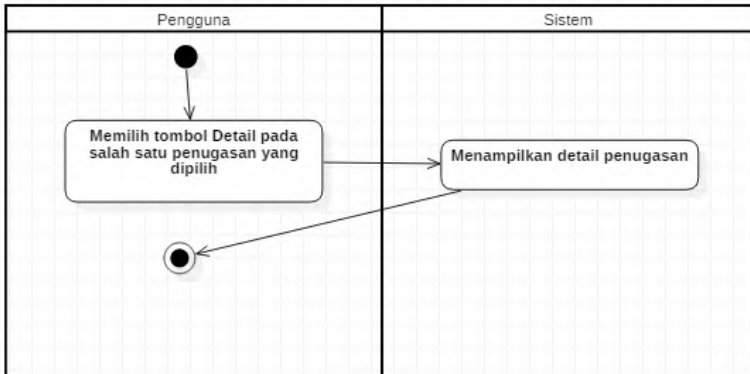 Pengguna
Sistem
Memilih tombol Detail pada
salah satu penugasan yang
dipilih
Menampilkan detail penugasan